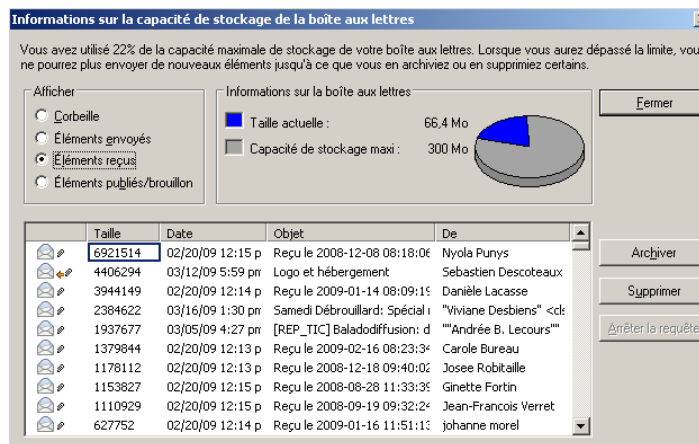 Informations sur la capacité de stockage de la boîte aux lettres
Vous avez utilisé 22% de la capacité maximale de stockage de votre boîte aux lettres. Lorsque vous aurez dépassé la limite, vou
ne pourrez plus envoyer de nouveaux éléments jusqu'à ce que vous en archiviez ou en supprimiez certains.
Afficher
Corbeille
Éléments envoyés
Éléments reçus
Éléments publiés/brouillon
Informations sur la boîte aux lettres
Taille actuelle : 66,4 Mo
Capacité de stockage maxi : 300 Mo
Fermer
Taille Date Objet De
6921514 02/20/09 12:15 p Reçu le 2008-12-08 08:18:06 Nyola Punys
4406294 03/12/09 5:59 pm Logo et hébergement Sebastien Descoteaux
3944149 02/20/09 12:14 p Reçu le 2009-01-14 08:09:19 Danièle Lacasse
2384622 03/16/09 1:30 pm Samedi Débrouillard: Spécial "Viviane Desbiens" <cls
1937677 03/05/09 4:27 pm [REP_TIC] Baladodiffusion: d ""Andrée B. Lecours""
1379844 02/20/09 12:13 p Reçu le 2009-02-16 08:23:34 Carole Bureau
1178112 02/20/09 12:13 p Reçu le 2008-12-18 09:40:02 Josee Robitaille
1153827 02/20/09 12:15 p Reçu le 2008-08-28 11:33:39 Ginette Fortin
1110929 02/20/09 12:15 p Reçu le 2008-09-19 09:32:24 Jean-Francois Verret
627752 02/20/09 12:14 p Reçu le 2009-01-16 11:51:13 johanne morel
Archiver
Supprimer
Arrêter la requête